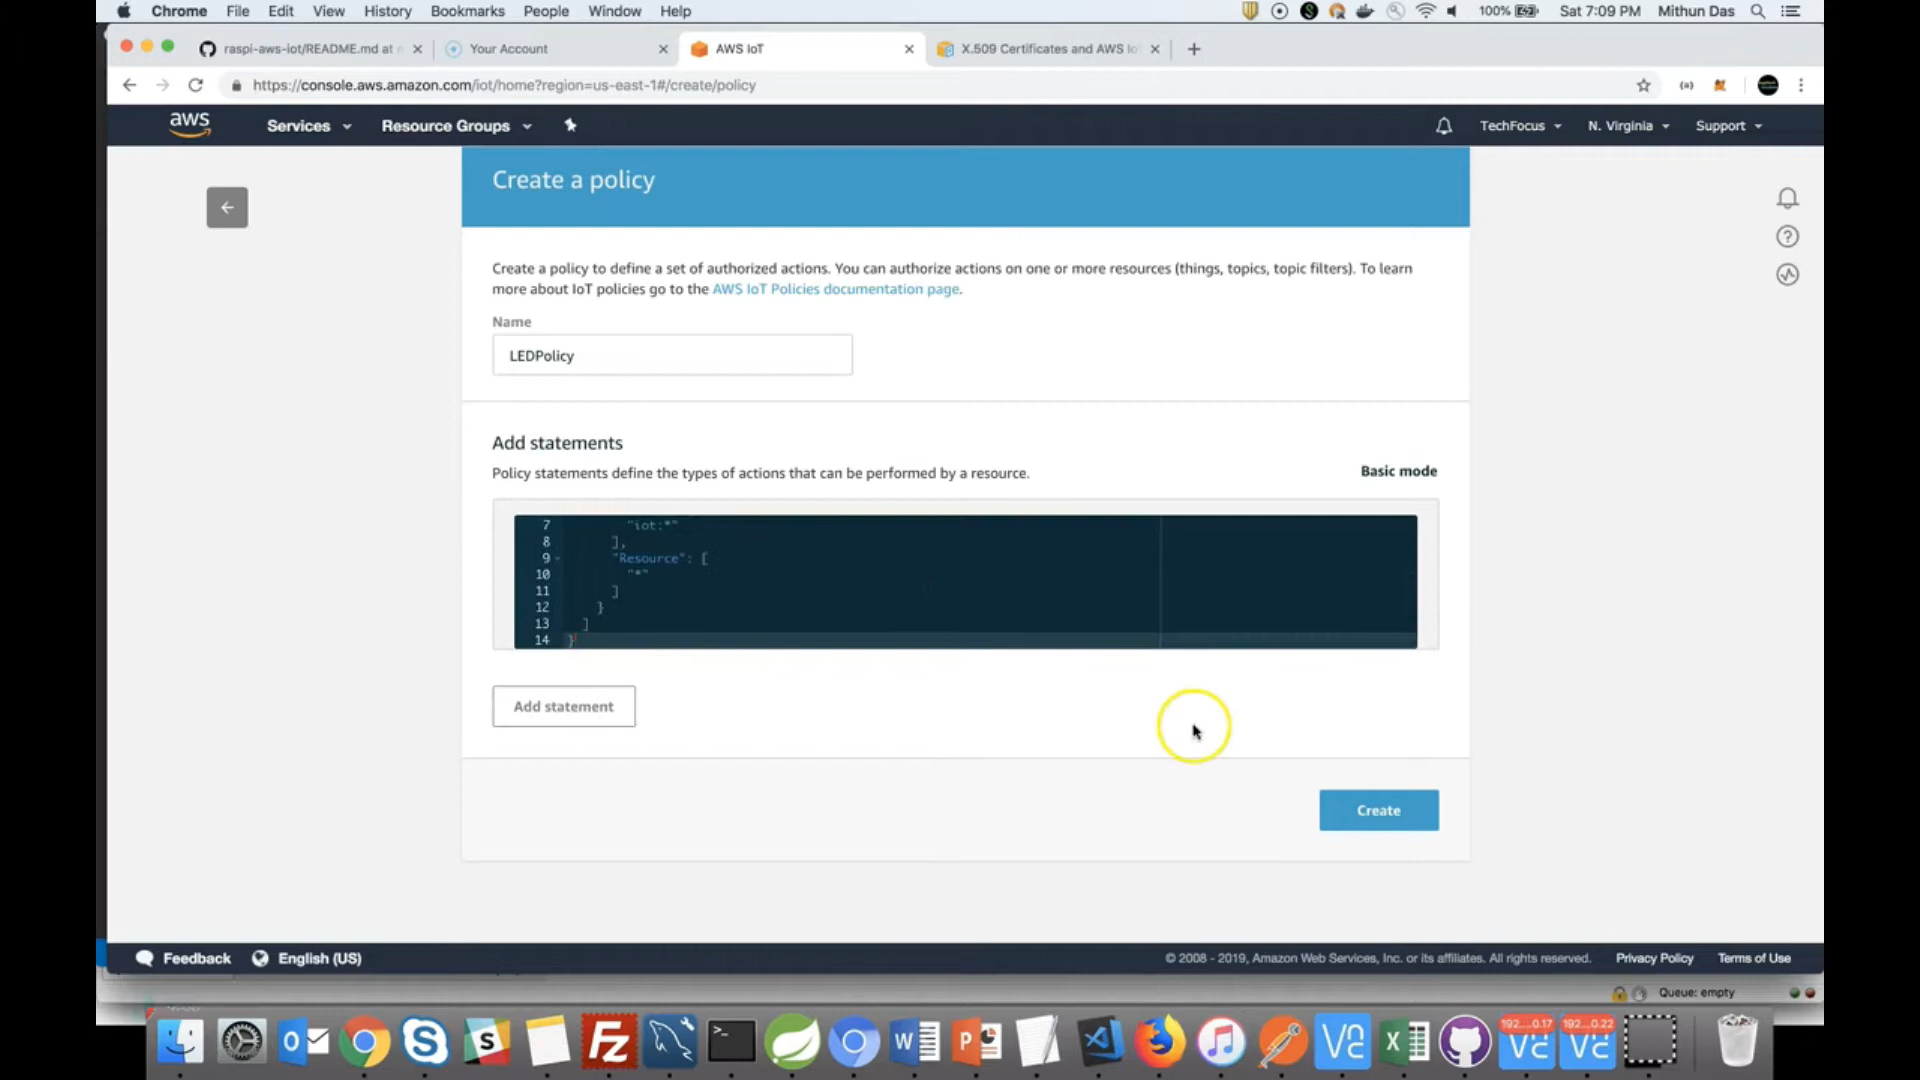 Chrome File Edit View History Bookmarks People Window Help 100% Sat 7:09 PM Mithun Das
raspi-aws-iot/README.md at Your Account AWS IoT X.509 Certificates and AWS Io
https://console.aws.amazon.com/iot/home?region=us-east-1#/create/policy
aws Services Resource Groups TechFocus N. Virginia Support
Create a policy
Create a policy to define a set of authorized actions. You can authorize actions on one or more resources (things, topics, topic filters). To learn
more about IoT policies go to the AWS IoT Policies documentation page.
Name
LEDPolicy
Add statements
Policy statements define the types of actions that can be performed by a resource. Basic mode
7 "iot:*"
8 ],
9 "Resource": [
10 "*"
11 ]
12 }
13 ]
14 }
Add statement
Create
Feedback English (US) © 2008 - 2019, Amazon Web Services, Inc. or its affiliates. All rights reserved. Privacy Policy Terms of Use
Queue: empty
192....0.17 192....0.22